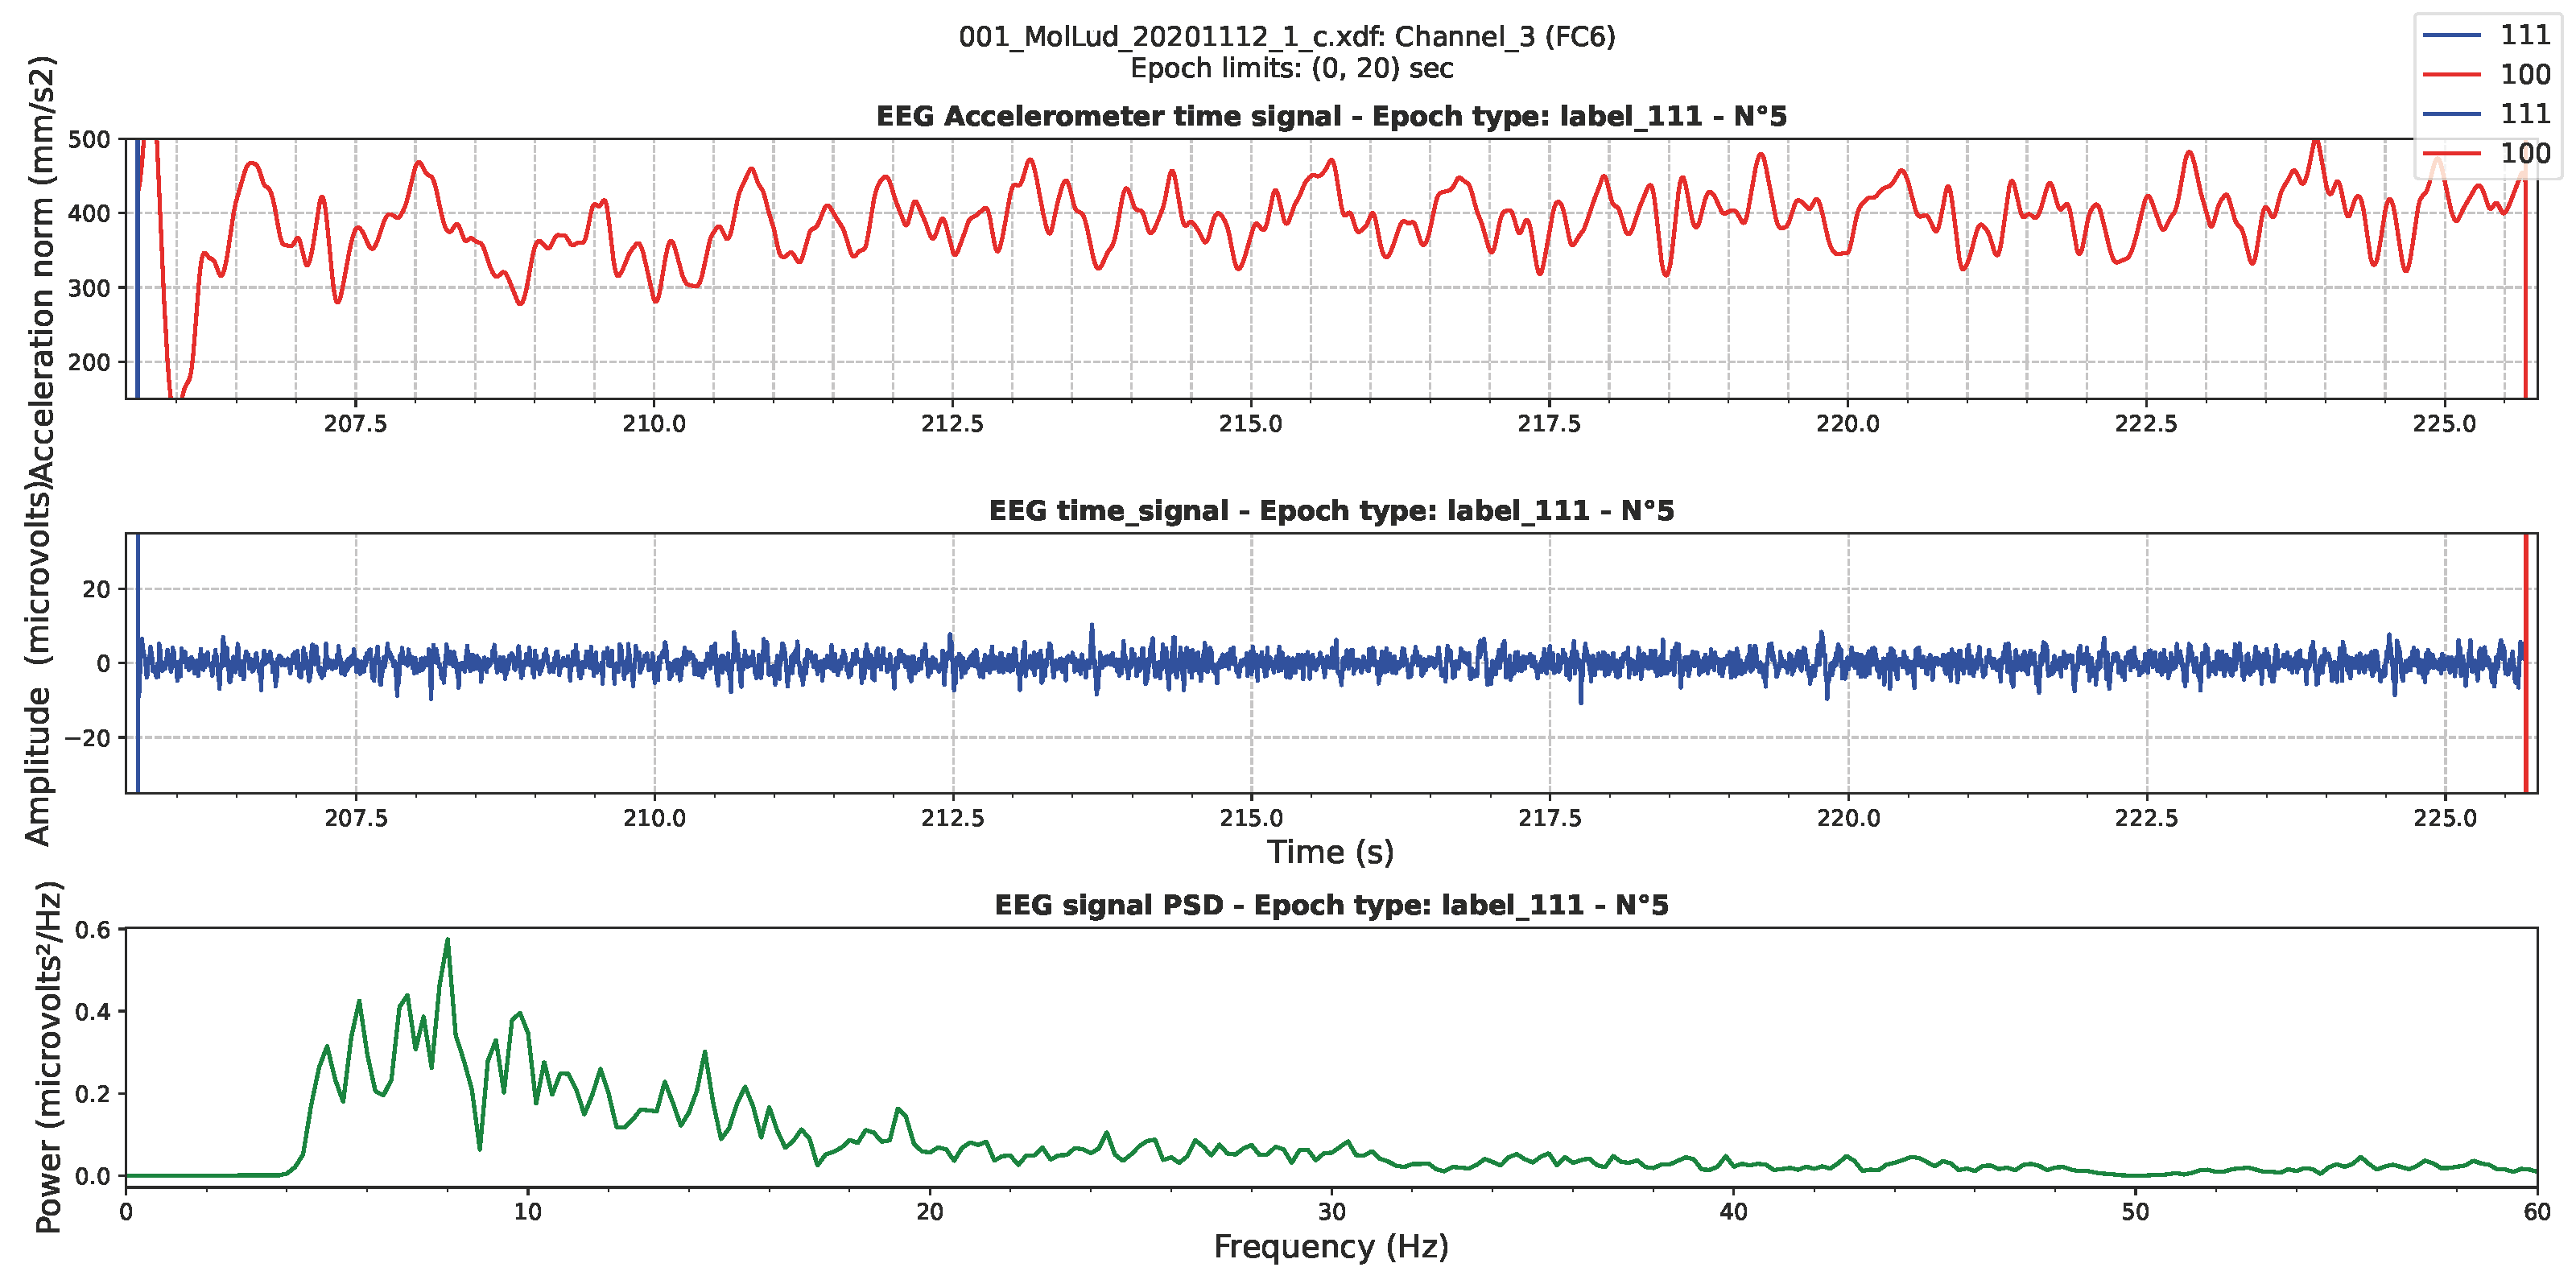 001_MolLud_20201112_1_c.xdf: Channel_3 (FC6)
Epoch limits: (0, 20) sec
111
100
111
100
EEG Accelerometer time signal - Epoch type: label_111 - N°5
Acceleration norm (mm/s2)
500
400
300
200
207.5 210.0 212.5 215.0 217.5 220.0 222.5 225.0
EEG time_signal - Epoch type: label_111 - N°5
Amplitude (microvolts)
20
0
−20
207.5 210.0 212.5 215.0 217.5 220.0 222.5 225.0
Time (s)
EEG signal PSD - Epoch type: label_111 - N°5
Power (microvolts²/Hz)
0.6
0.4
0.2
0.0
0 10 20 30 40 50 60
Frequency (Hz)